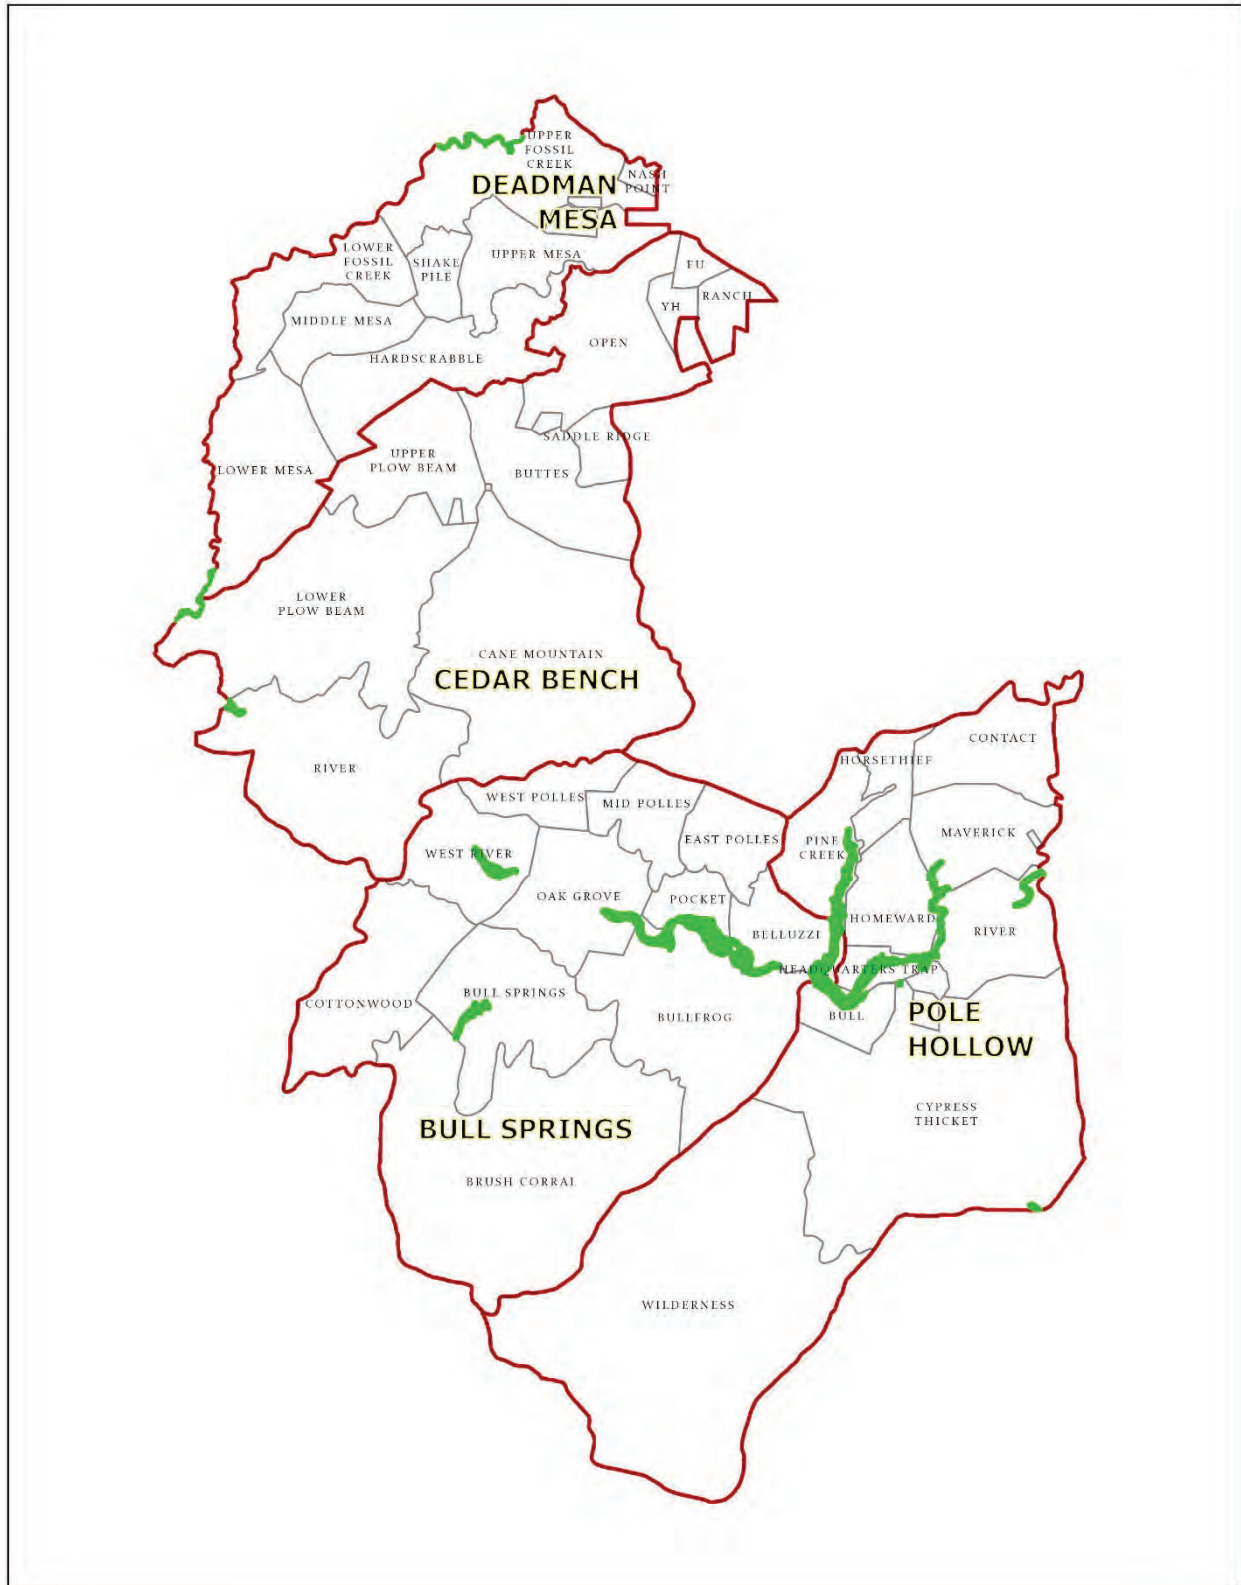 UPPER
FOSSIL
CREEK
NASH
POINT
DEADMAN
MESA
LOWER
FOSSIL
CREEK
SHAKE
PILE
UPPER MESA
FU
RANCH
YH
MIDDLE MESA
OPEN
HARDSCRABBLE
SADDLE RIDGE
UPPER
PLOW BEAM
LOWER MESA
BUTTES
LOWER
PLOW BEAM
CANE MOUNTAIN
CEDAR BENCH
RIVER
CONTACT
HORSETHIEF
WEST POLLES
MID POLLES
EAST POLLES
PINE
CREEK
MAVERICK
WEST RIVER
OAK GROVE
POCKET
HOMEWARD
BELLUZZI
RIVER
HEADQUARTERS TRAP
BULL SPRINGS
COTTONWOOD
BULLFROG
BULL
POLE
HOLLOW
CYPRESS
THICKET
BULL SPRINGS
BRUSH CORRAL
WILDERNESS